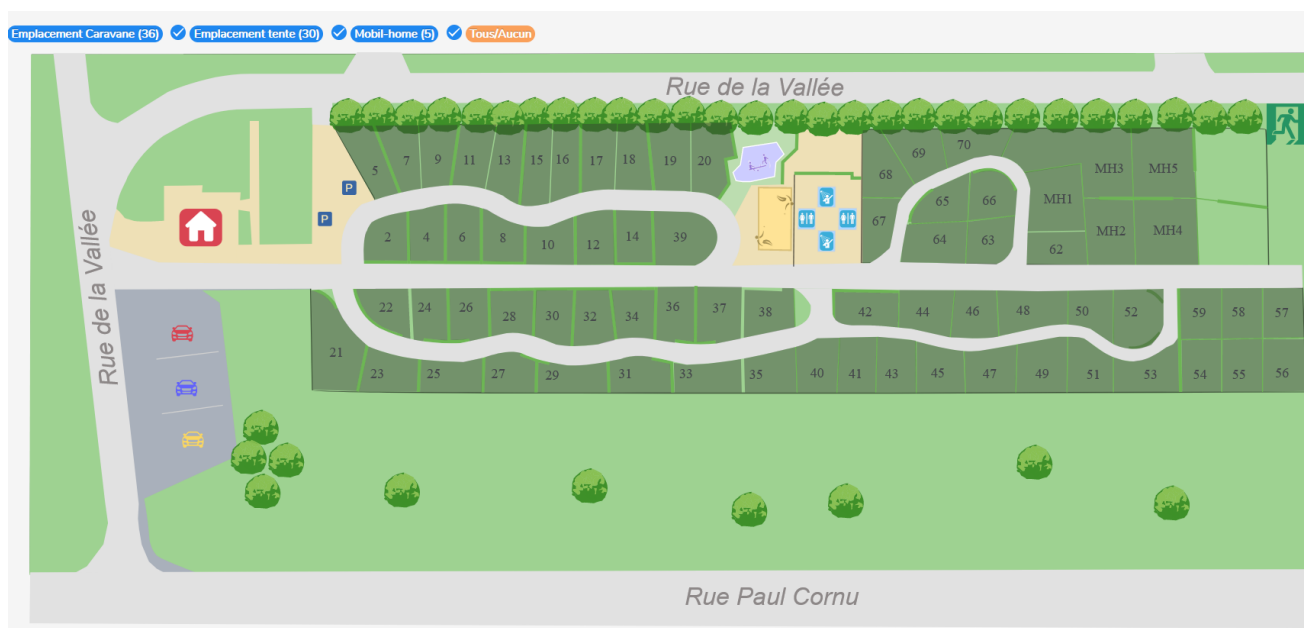 Emplacement Caravane (36) Emplacement tente (30) Mobil-home (5) Tous/Aucun
Rue de la Vallée
5 7 9 11 13 15 16 17 18 19 20 69 70
68 MH3 MH5
P 65 66 MH1
P 67
2 4 6 8 10 12 14 39 64 63 62 MH2 MH4
Rue de la Vallée
22 24 26 28 30 32 34 36 37 38 42 44 46 48 50 52 59 58 57
21
23 25 27 29 31 33 35 40 41 43 45 47 49 51 53 54 55 56
Rue Paul Cornu